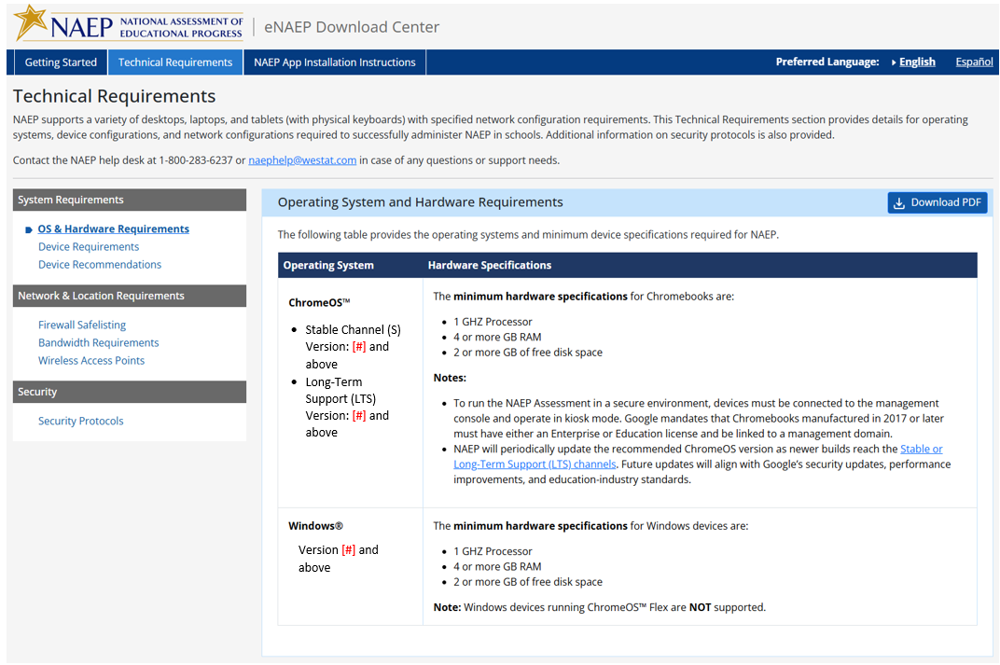 NAEP NATIONAL ASSESSMENT OF
EDUCATIONAL PROGRESS
eNAEP Download Center
Getting Started
Technical Requirements
NAEP App Installation Instructions
Preferred Language:
English
Español
Technical Requirements
NAEP supports a variety of desktops, laptops, and tablets (with physical keyboards) with specified network configuration requirements. This Technical Requirements section provides details for operating
systems, device configurations, and network configurations required to successfully administer NAEP in schools. Additional information on security protocols is also provided.
Contact the NAEP help desk at 1-800-283-6237 or naephelp@westat.com in case of any questions or support needs.
System Requirements
OS & Hardware Requirements
Device Requirements
Device Recommendations
Network & Location Requirements
Firewall Safelisting
Bandwidth Requirements
Wireless Access Points
Security
Security Protocols
Operating System and Hardware Requirements
Download PDF
The following table provides the operating systems and minimum device specifications required for NAEP.
Operating System
Hardware Specifications
ChromeOS™
• Stable Channel (S)
Version: [#] and
above
• Long-Term
Support (LTS)
Version: [#] and
above
The minimum hardware specifications for Chromebooks are:
• 1 GHZ Processor
• 4 or more GB RAM
• 2 or more GB of free disk space
Notes:
• To run the NAEP Assessment in a secure environment, devices must be connected to the management
console and operate in kiosk mode. Google mandates that Chromebooks manufactured in 2017 or later
must have either an Enterprise or Education license and be linked to a management domain.
• NAEP will periodically update the recommended ChromeOS version as newer builds reach the Stable or
Long-Term Support (LTS) channels. Future updates will align with Google's security updates, performance
improvements, and education-industry standards.
Windows®
Version [#] and
above
The minimum hardware specifications for Windows devices are:
• 1 GHZ Processor
• 4 or more GB RAM
• 2 or more GB of free disk space
Note: Windows devices running ChromeOS™ Flex are NOT supported.